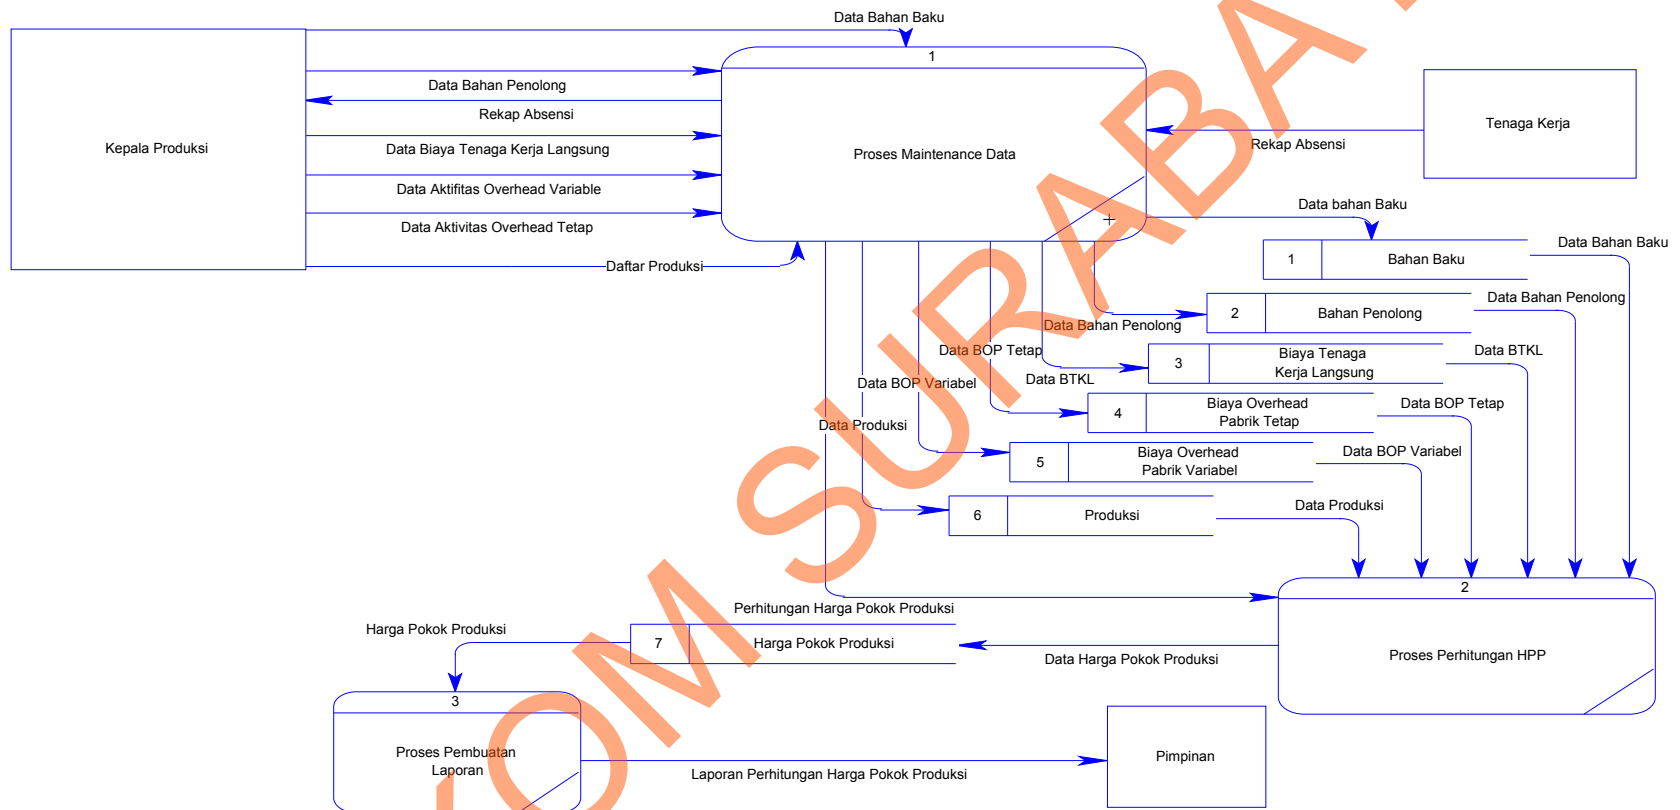 Data Bahan Baku
1
Data Bahan Penolong
Rekap Absensi
Kepala Produksi
Data Biaya Tenaga Kerja Langsung
Proses Maintenance Data
Tenaga Kerja
Rekap Absensi
Data Aktifitas Overhead Variable
Data Aktivitas Overhead Tetap
Daftar Produksi
Data bahan Baku
Data Bahan Baku
1
Bahan Baku
Data Bahan Penolong
2
Bahan Penolong
Data Bahan Penolong
Data BOP Tetap
3
Biaya Tenaga
Kerja Langsung
Data BTKL
Data BOP Variabel
Data BTKL
4
Biaya Overhead
Pabrik Tetap
Data BOP Tetap
Data Produksi
5
Biaya Overhead
Pabrik Variabel
Data BOP Variabel
6
Produksi
Data Produksi
2
Perhitungan Harga Pokok Produksi
Harga Pokok Produksi
7
Harga Pokok Produksi
Data Harga Pokok Produksi
Proses Perhitungan HPP
3
Proses Pembuatan
Laporan
Laporan Perhitungan Harga Pokok Produksi
Pimpinan
KOM SURABA